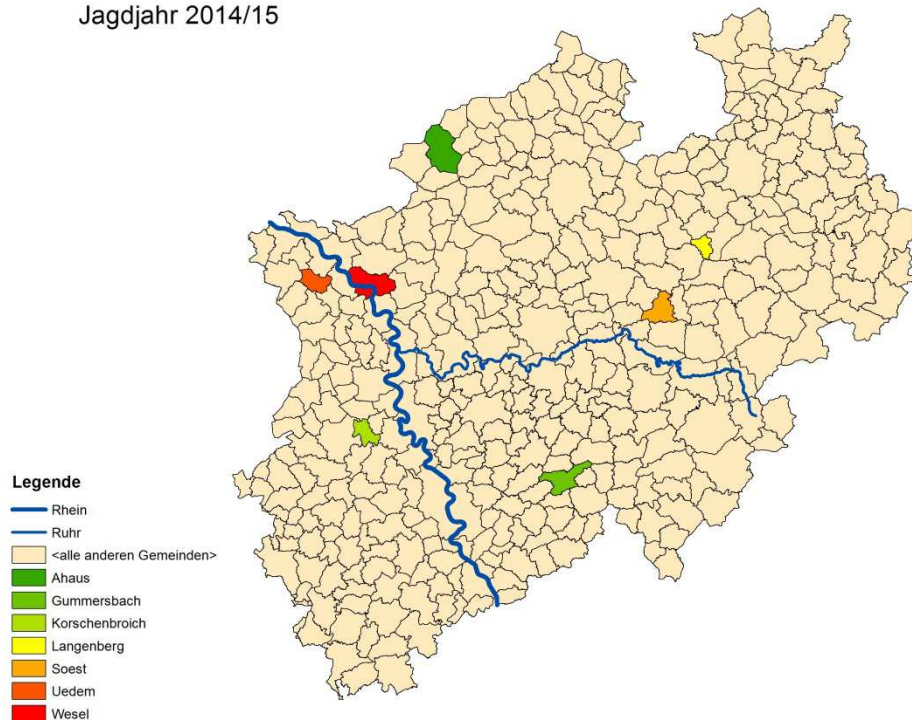 Jagdjahr 2014/15
Legende
Rhein
Ruhr
<alle anderen Gemeinden>
Ahaus
Gummersbach
Korschenbroich
Langenberg
Soest
Uedem
Wesel